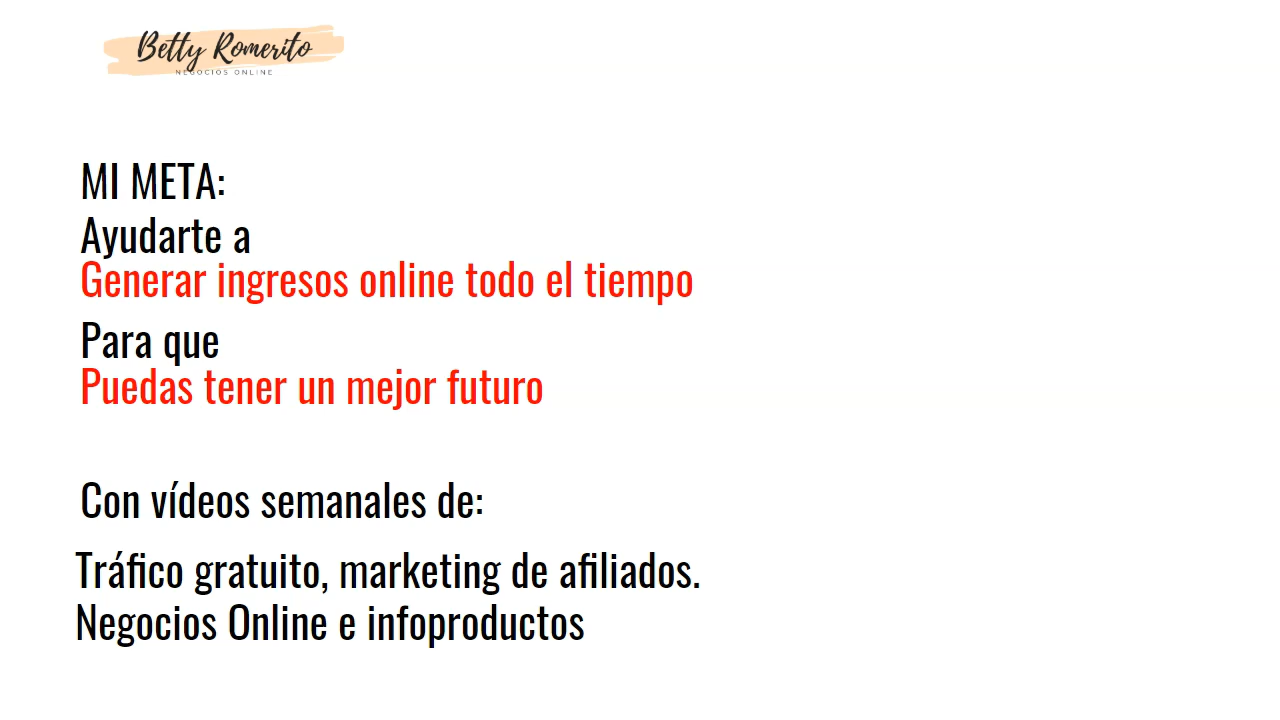 Betty Romerito
NEGOCIOS ONLINE
MI META:
Ayudarte a
Generar ingresos online todo el tiempo
Para que
Puedas tener un mejor futuro
Con vídeos semanales de:
Tráfico gratuito, marketing de afiliados.
Negocios Online e infoproductos